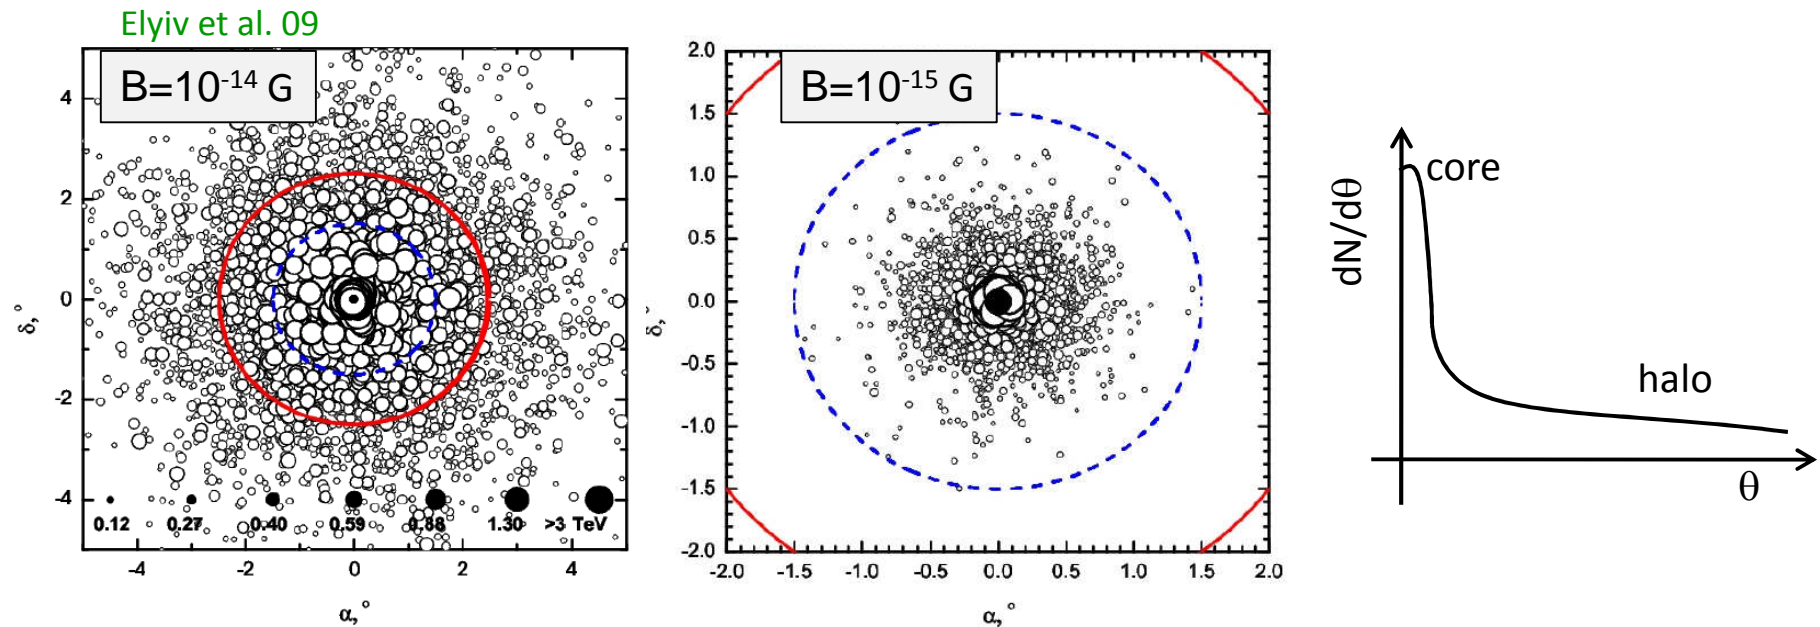 Elyiv et al. 09
B=10⁻¹⁴ G
4
2
0
-2
-4
δ,°
0.12 0.27 0.40 0.59 0.88 1.30 >3 TeV
-4 -2 0 2 4
α,°
B=10⁻¹⁵ G
2.0
1.5
1.0
0.5
0.0
-0.5
-1.0
-1.5
-2.0
δ,°
-2.0 -1.5 -1.0 -0.5 0.0 0.5 1.0 1.5 2.0
α,°
core
dN/dθ
halo
θ